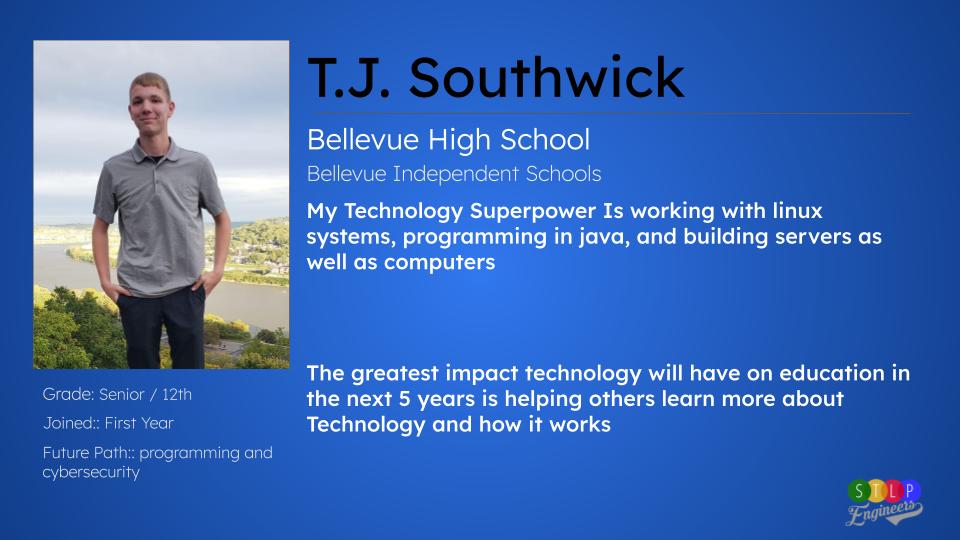 T.J. Southwick
Bellevue High School
Bellevue Independent Schools
My Technology Superpower Is working with linux
systems, programming in java, and building servers as
well as computers
The greatest impact technology will have on education in
the next 5 years is helping others learn more about
Technology and how it works
Grade: Senior / 12th
Joined:: First Year
Future Path:: programming and
cybersecurity
STLP
Engineers